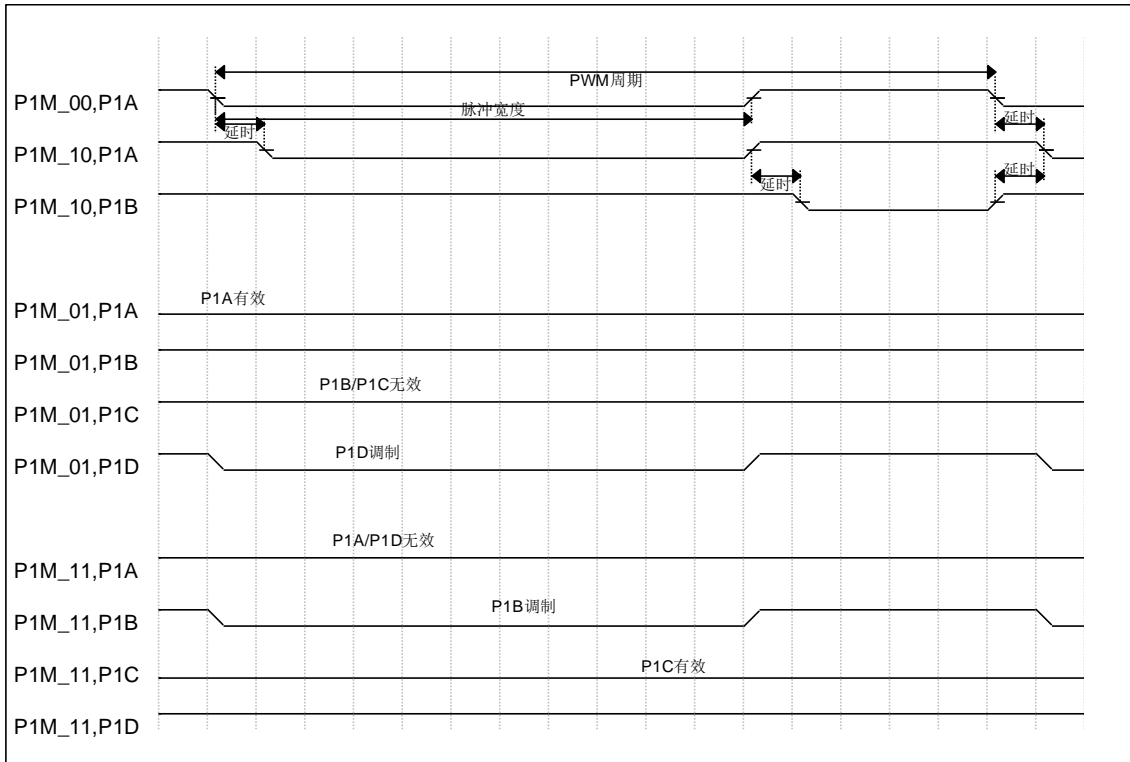 PWM周期
P1M_00,P1A
脉冲宽度
延时
延时
P1M_10,P1A
延时
延时
P1M_10,P1B
P1A有效
P1M_01,P1A
P1M_01,P1B
P1B/P1C无效
P1M_01,P1C
P1D调制
P1M_01,P1D
P1A/P1D无效
P1M_11,P1A
P1B调制
P1M_11,P1B
P1C有效
P1M_11,P1C
P1M_11,P1D